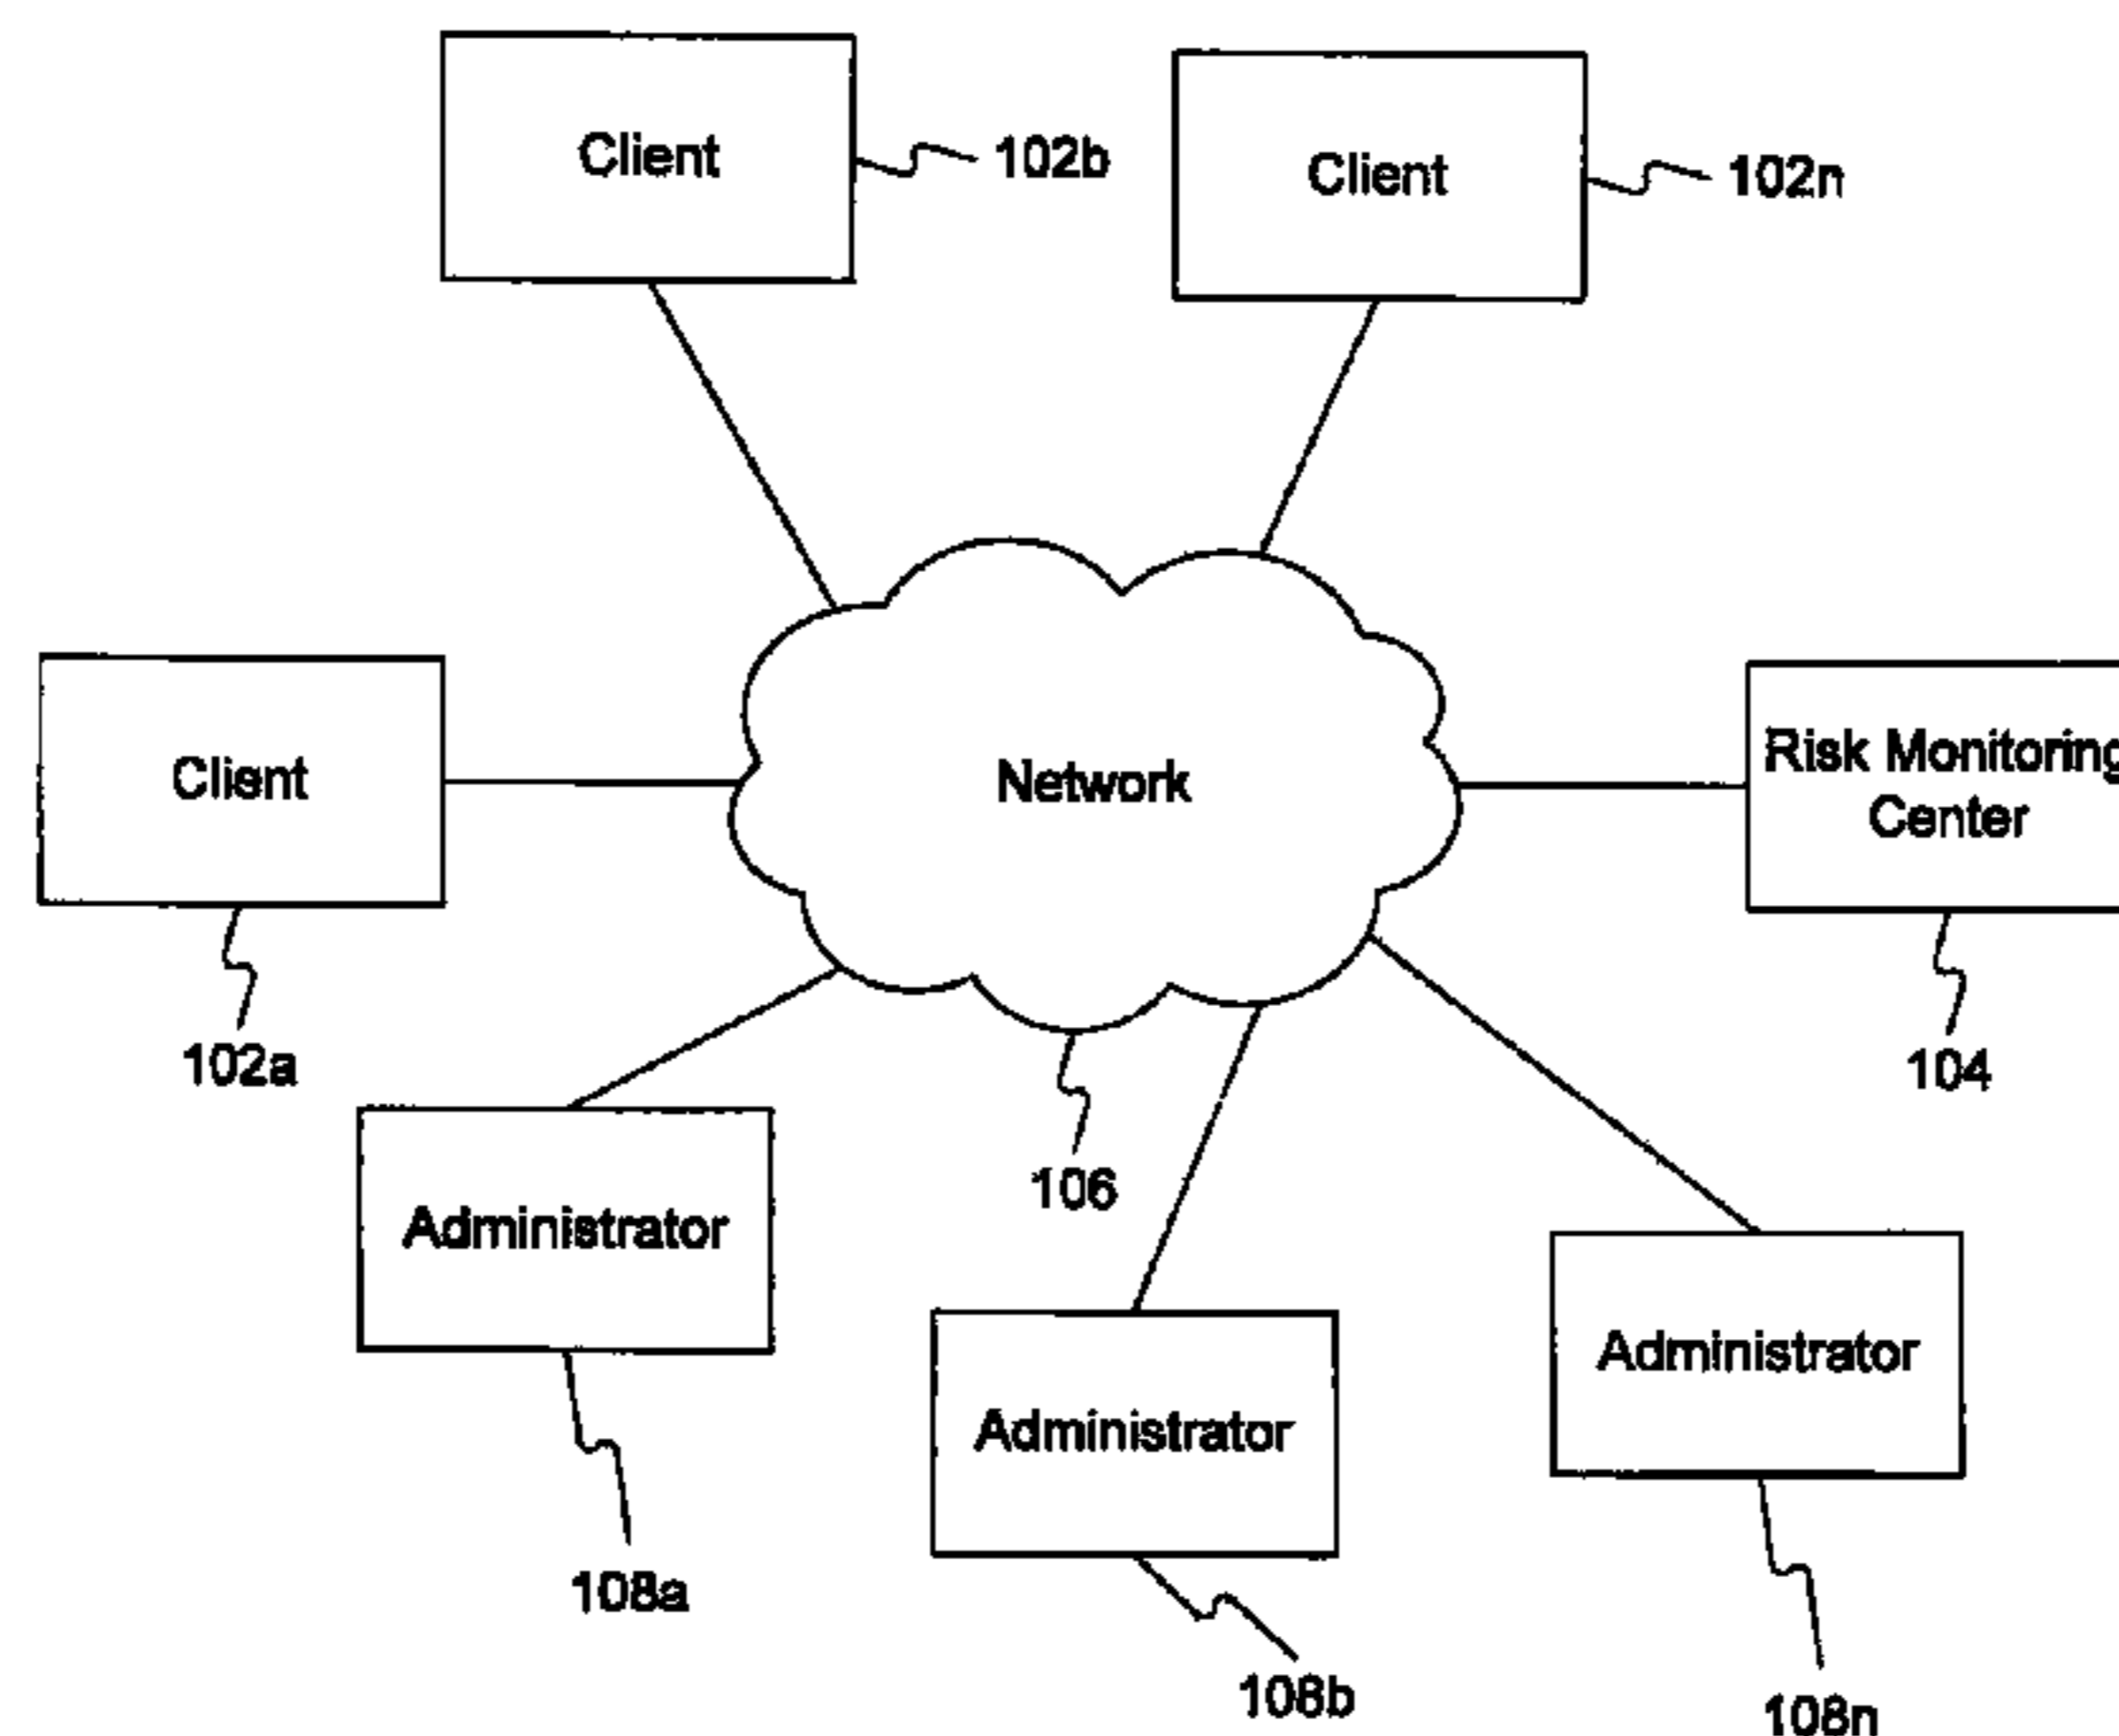 Client
102b
Client
102n
Client
102a
Network
106
Risk Monitoring
Center
104
Administrator
108a
Administrator
108b
Administrator
108n